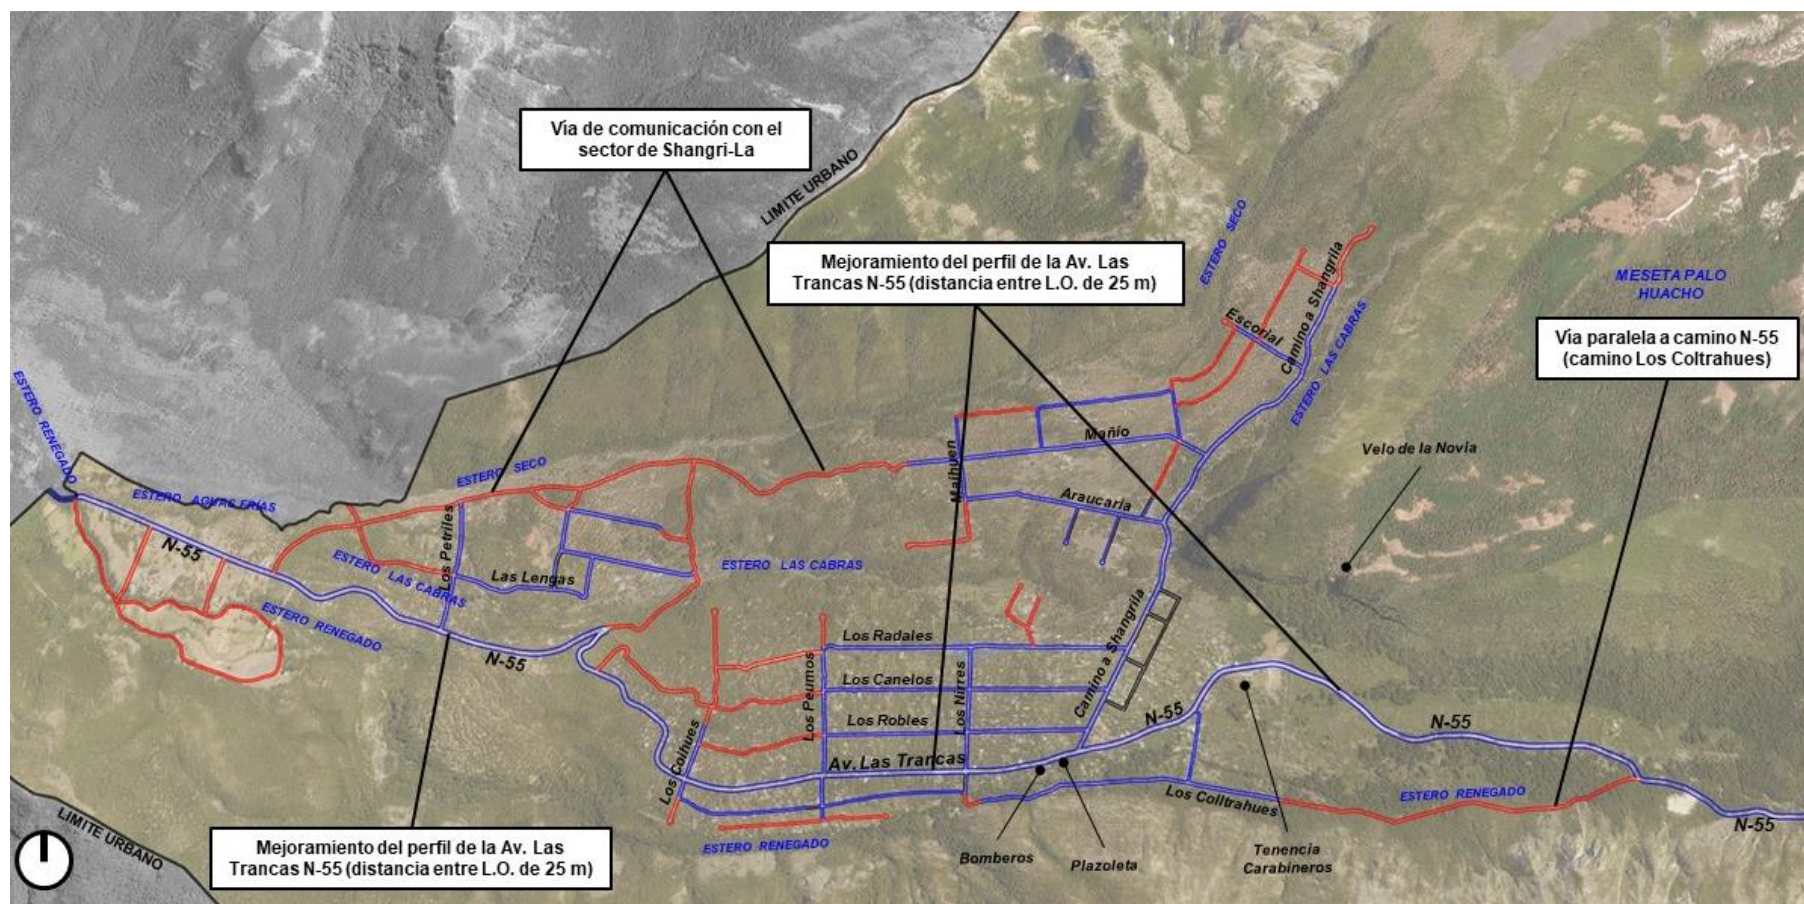 Vía de comunicación con el
sector de Shangri-La
LIMITE URBANO
Mejoramiento del perfil de la Av. Las
Trancas N-55 (distancia entre L.O. de 25 m)
ESTERO SECO
MESETA PALO
HUACHO
Vía paralela a camino N-55
(camino Los Coltrahues)
Escorial
Camino a Shangrila
ESTERO LAS CABRAS
ESTERO RENEGADO
Mañio
Maihuen
Velo de la Novia
ESTERO SECO
ESTERO AGUAS FRÍAS
Araucaria
N-55
Los Petriles
ESTERO LAS CABRAS
Las Lengas
ESTERO LAS CABRAS
ESTERO RENEGADO
N-55
Los Radales
Los Canelos
Los Robles
Los Peumos
Los Nirres
Camino a Shangrila
N-55
N-55
Los Coihues
Av. Las Trancas
Los Colltrahues
ESTERO RENEGADO
N-55
LIMITE URBANO
Mejoramiento del perfil de la Av. Las
Trancas N-55 (distancia entre L.O. de 25 m)
ESTERO RENEGADO
Bomberos
Plazoleta
Tenencia
Carabineros